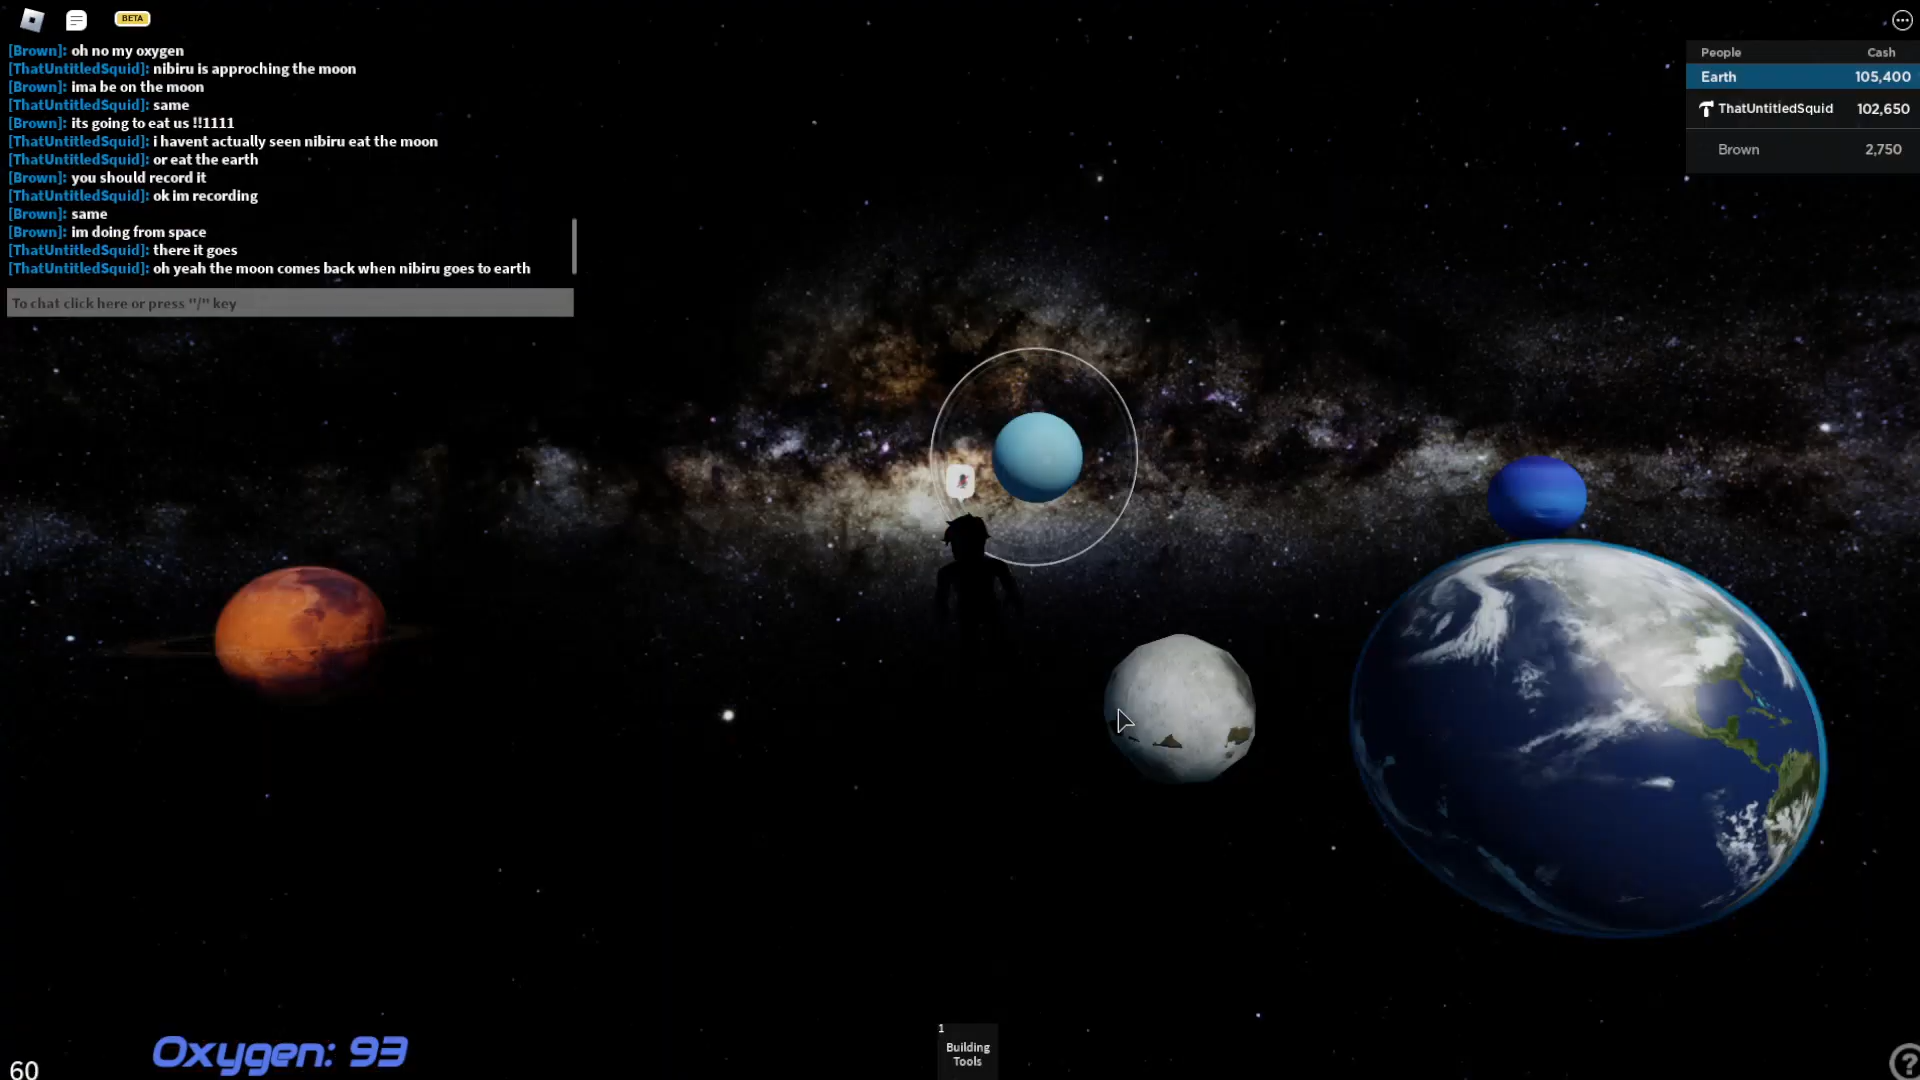 BETA
[Brown]: oh no my oxygen
[ThatUntitledSquid]: nibiru is approching the moon
[Brown]: ima be on the moon
[ThatUntitledSquid]: same
[Brown]: its going to eat us !!1111
[ThatUntitledSquid]: i havent actually seen nibiru eat the moon
[ThatUntitledSquid]: or eat the earth
[Brown]: you should record it
[ThatUntitledSquid]: ok im recording
[Brown]: same
[Brown]: im doing from space
[ThatUntitledSquid]: there it goes
[ThatUntitledSquid]: oh yeah the moon comes back when nibiru goes to earth
To chat click here or press "/" key
People Cash
Earth 105,400
ThatUntitledSquid 102,650
Brown 2,750
1
Building
Tools
Oxygen: 93
60
?